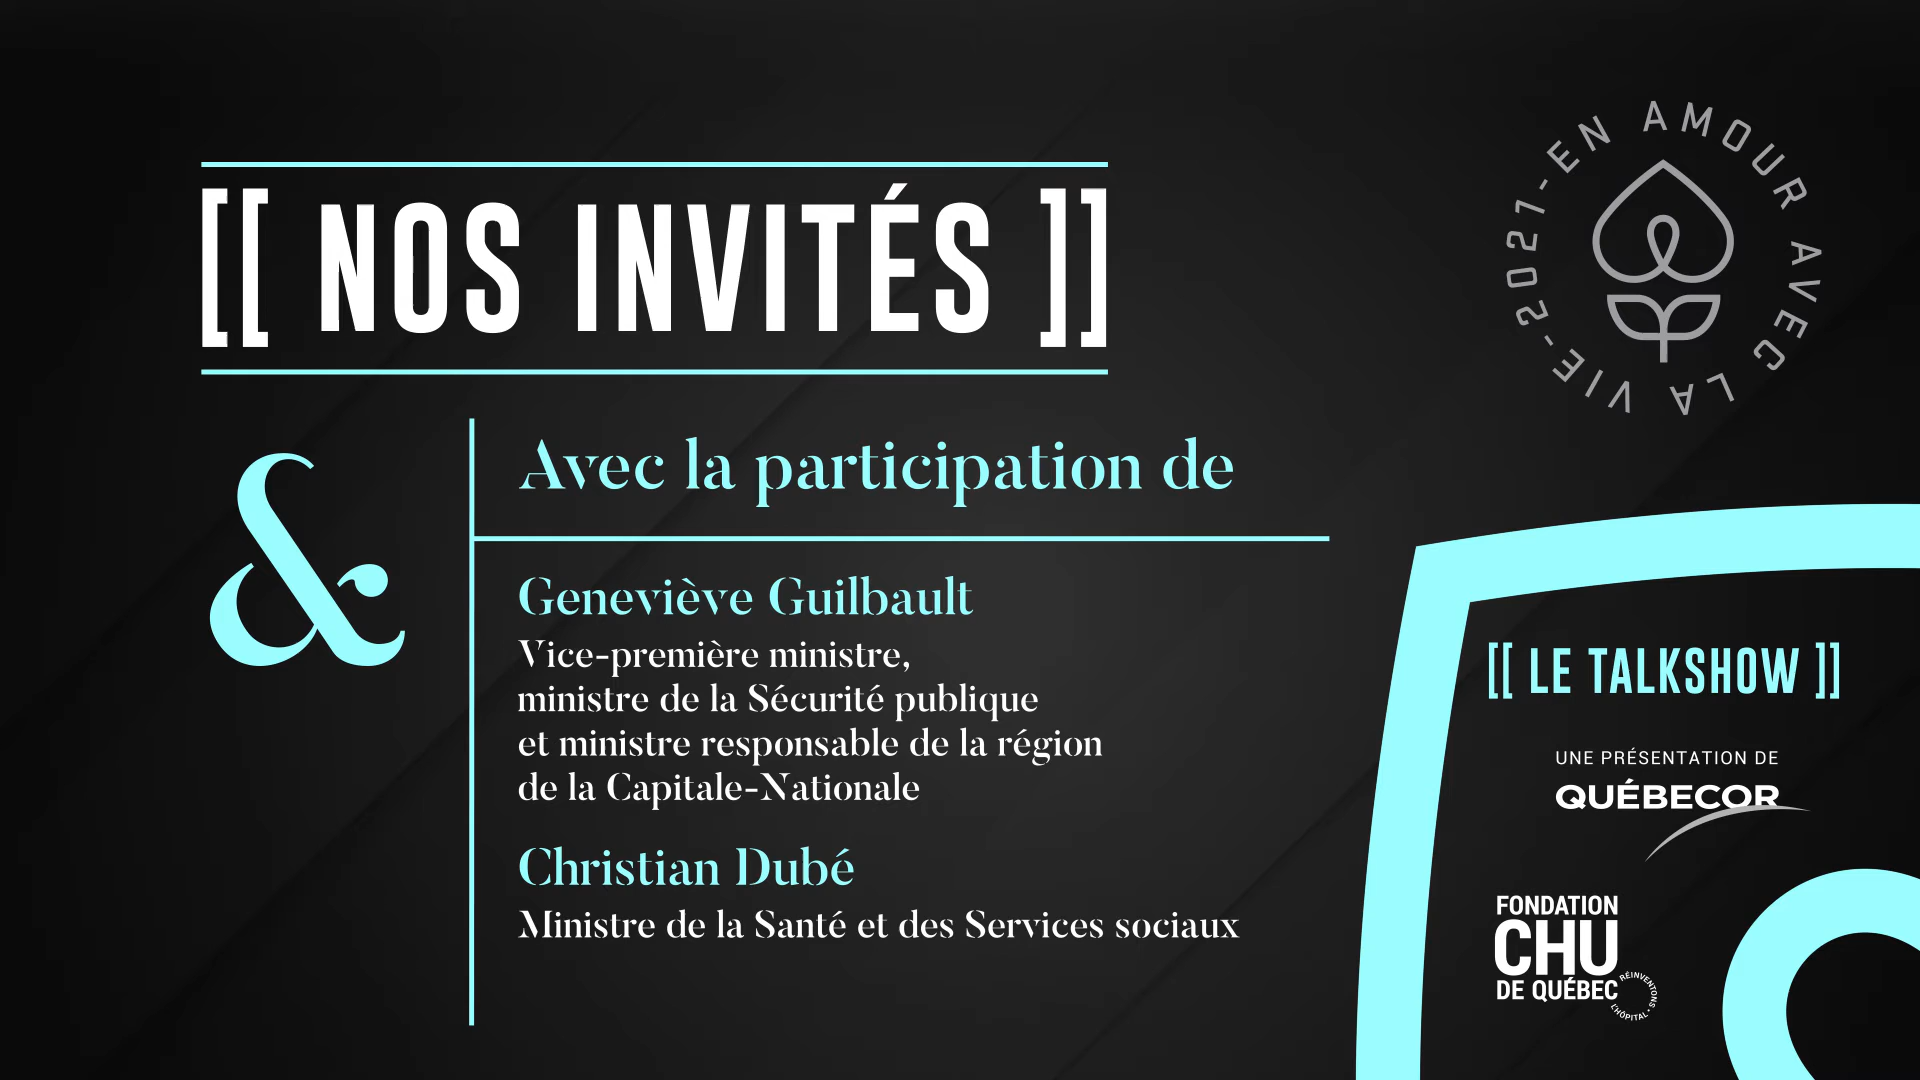 [[ NOS INVITÉS ]]
&
Avec la participation de
Geneviève Guilbault
Vice-première ministre,
ministre de la Sécurité publique
et ministre responsable de la région
de la Capitale-Nationale
Christian Dubé
Ministre de la Santé et des Services sociaux
EN AMOUR AVEC LA VIE-2021-
[[ LE TALKSHOW ]]
UNE PRÉSENTATION DE
QUÉBECOR
FONDATION
CHU
DE QUÉBEC
RÉINVENTONS L'HÔPITAL •